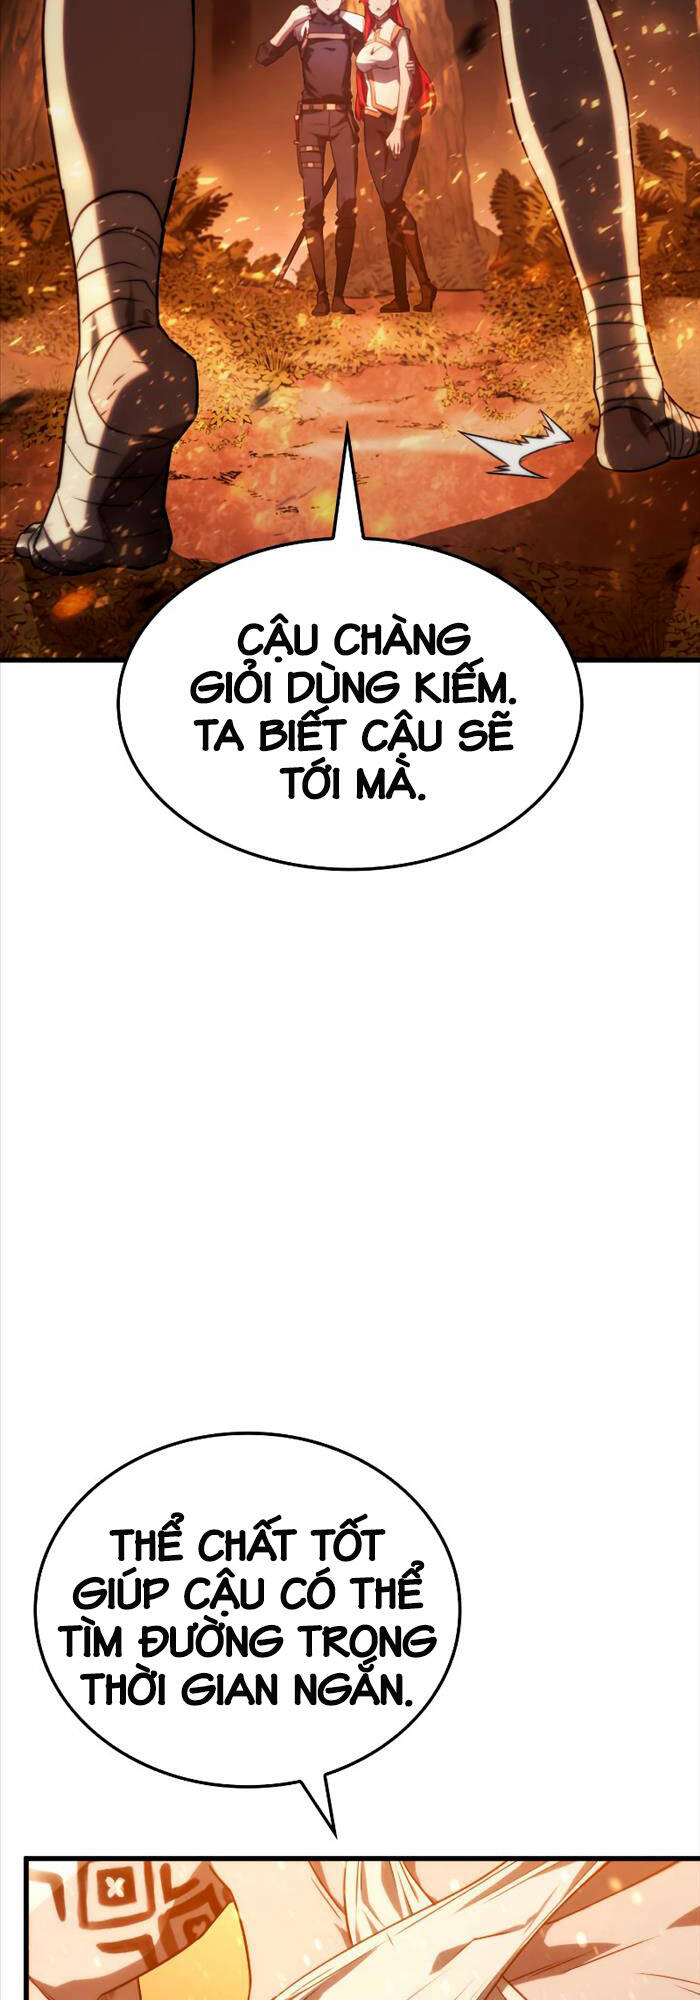 CẬU CHÀNG
GIỎI DÙNG KIẾM.
TA BIẾT CẬU SẼ
TỚI MÀ.
THỂ CHẤT TỐT
GIÚP CẬU CÓ THỂ
TÌM ĐƯỜNG TRONG
THỜI GIAN NGẮN.